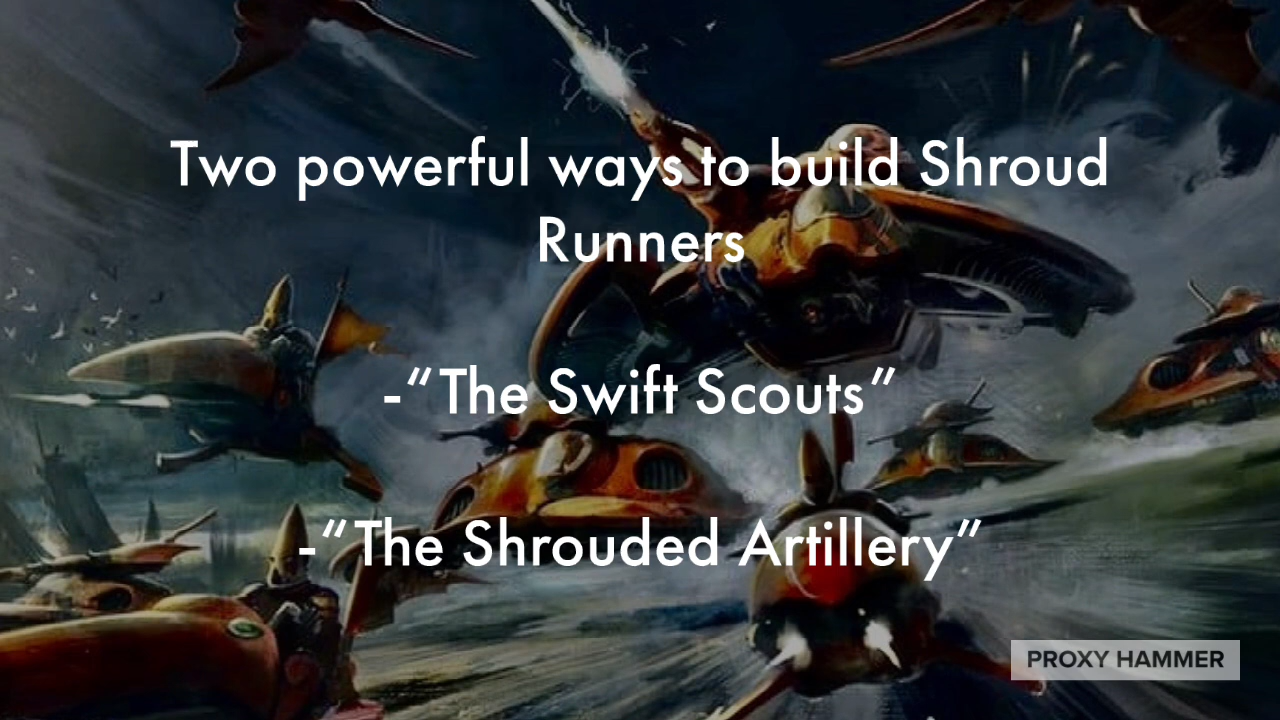 Two powerful ways to build Shroud
Runners
-“The Swift Scouts”
-“The Shrouded Artillery”
PROXY HAMMER